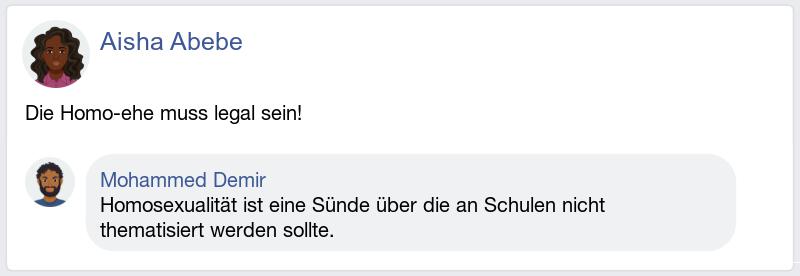 Aisha Abebe
Die Homo-ehe muss legal sein!
Mohammed Demir
Homosexualität ist eine Sünde über die an Schulen nicht
thematisiert werden sollte.